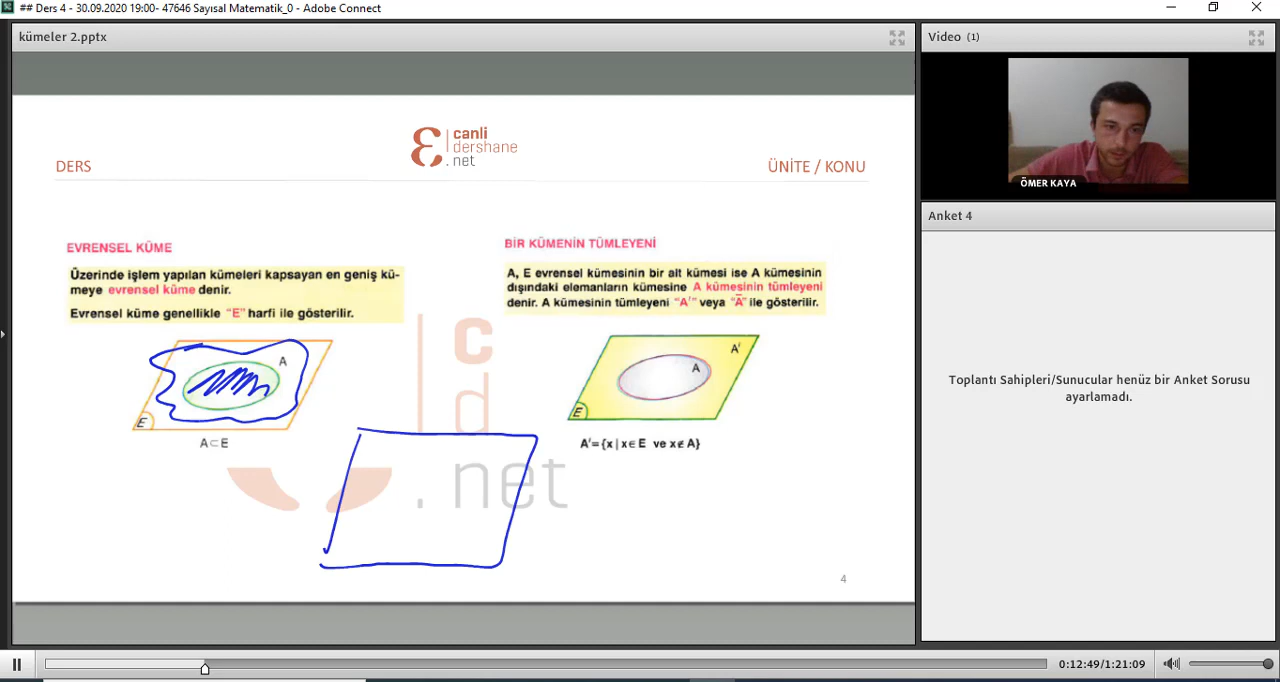 ## Ders 4 - 30.09.2020 19:00- 47646 Sayısal Matematik_0 - Adobe Connect
kümeler 2.pptx
canli
dershane
.net
DERS
ÜNİTE / KONU
EVRENSEL KÜME
Üzerinde işlem yapılan kümeleri kapsayan en geniş kü-
meye evrensel küme denir.
Evrensel küme genellikle "E" harfi ile gösterilir.
A
E
A⊂E
BİR KÜMENİN TÜMLEYENİ
A, E evrensel kümesinin bir alt kümesi ise A kümesinin
dışındaki elemanların kümesine A kümesinin tümleyeni
denir. A kümesinin tümleyeni "A'" veya "A̅" ile gösterilir.
A'
A
E
A'={x | x∈E ve x∉A}
c
d
.net
4
Video (1)
ÖMER KAYA
Anket 4
Toplantı Sahipleri/Sunucular henüz bir Anket Sorusu
ayarlamadı.
0:12:49/1:21:09